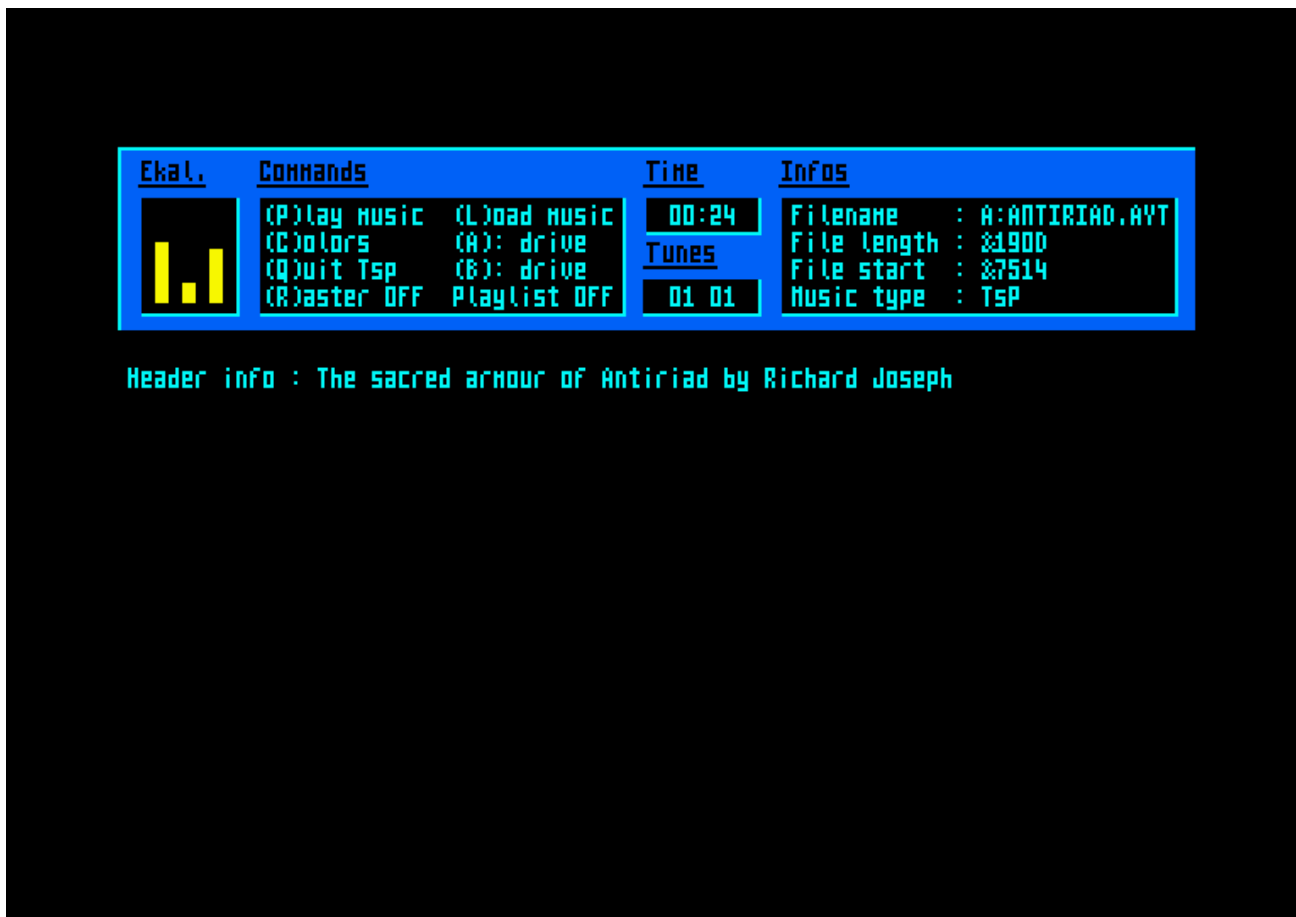 Ekal.
Commands
Time
Infos
(P)lay music (L)oad music
(C)olors (A): drive
(Q)uit Tsp (B): drive
(R)aster OFF Playlist OFF
00:24
Tunes
01 01
Filename : A:ANTIRIAD.AYT
File length : &190D
File start : &7514
Music type : TsP
Header info : The sacred armour of Antiriad by Richard Joseph